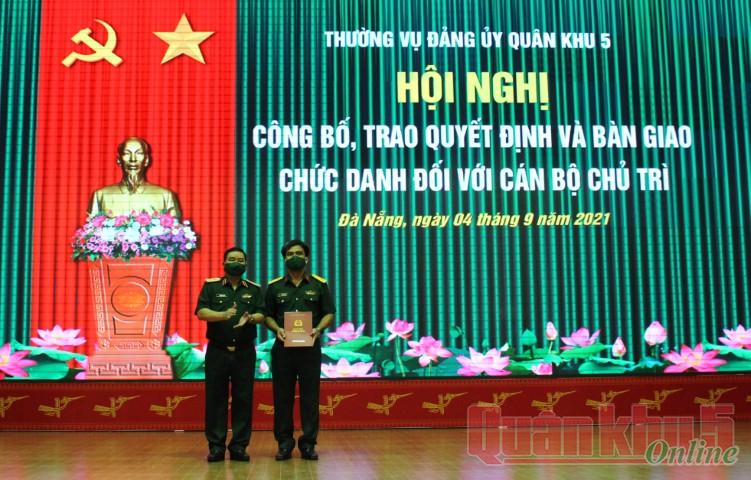 THƯỜNG VỤ ĐẢNG ỦY QUÂN KHU 5
HỘI NGHỊ
CÔNG BỐ, TRAO QUYẾT ĐỊNH VÀ BÀN GIAO
CHỨC DANH ĐỐI VỚI CÁN BỘ CHỦ TRÌ
Đà Nẵng, ngày 04 tháng 9 năm 2021
Quân khu 5
Online